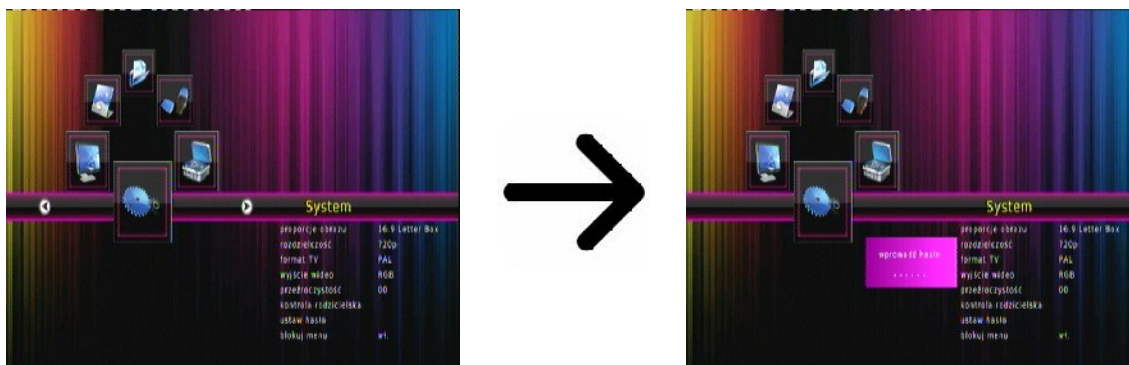 System
proporcje obrazu 16:9 Letter Box
rozdzielczość 720p
format TV PAL
wyjście wideo RGB
przeźroczystość 00
kontrola rodzicielska
ustaw hasło
blokuj menu wł.
System
proporcje obrazu 16:9 Letter Box
rozdzielczość 720p
wprowadź hasło
format TV PAL
wyjście wideo RGB
przeźroczystość 00
kontrola rodzicielska
ustaw hasło
blokuj menu wł.